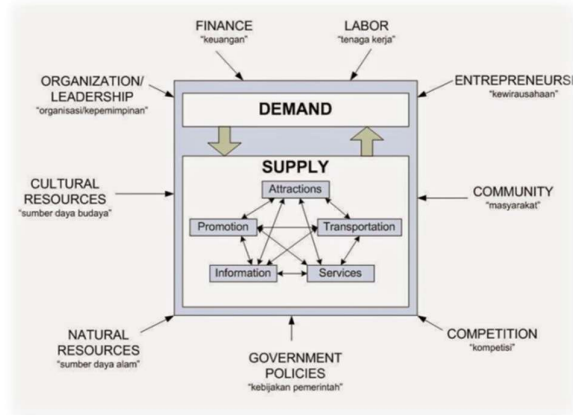 FINANCE
"keuangan"
LABOR
"tenaga kerja"
ORGANIZATION/
LEADERSHIP
"organisasi/kepemimpinan"
ENTREPRENEURSI
"kewirausahaan"
DEMAND
SUPPLY
Attractions
Promotion
Transportation
Information
Services
CULTURAL
RESOURCES
"sumber daya budaya"
COMMUNITY
"masyarakat"
NATURAL
RESOURCES
"sumber daya alam"
GOVERNMENT
POLICIES
"kebijakan pemerintah"
COMPETITION
"kompetisi"